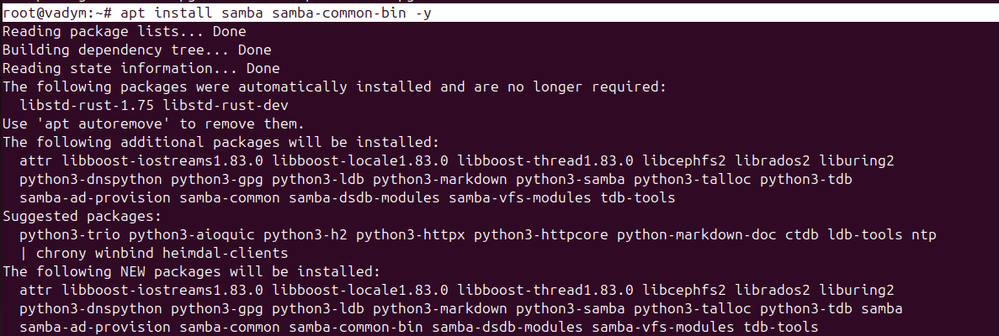 root@vadym:~# apt install samba samba-common-bin -y
Reading package lists... Done
Building dependency tree... Done
Reading state information... Done
The following packages were automatically installed and are no longer required:
  libstd-rust-1.75 libstd-rust-dev
Use 'apt autoremove' to remove them.
The following additional packages will be installed:
  attr libboost-iostreams1.83.0 libboost-locale1.83.0 libboost-thread1.83.0 libcephfs2 librados2 liburing2
  python3-dnspython python3-gpg python3-ldb python3-markdown python3-samba python3-talloc python3-tdb
  samba-ad-provision samba-common samba-dsdb-modules samba-vfs-modules tdb-tools
Suggested packages:
  python3-trio python3-aioquic python3-h2 python3-httpx python3-httpcore python-markdown-doc ctdb ldb-tools ntp
  | chrony winbind heimdal-clients
The following NEW packages will be installed:
  attr libboost-iostreams1.83.0 libboost-locale1.83.0 libboost-thread1.83.0 libcephfs2 librados2 liburing2
  python3-dnspython python3-gpg python3-ldb python3-markdown python3-samba python3-talloc python3-tdb samba
  samba-ad-provision samba-common samba-common-bin samba-dsdb-modules samba-vfs-modules tdb-tools